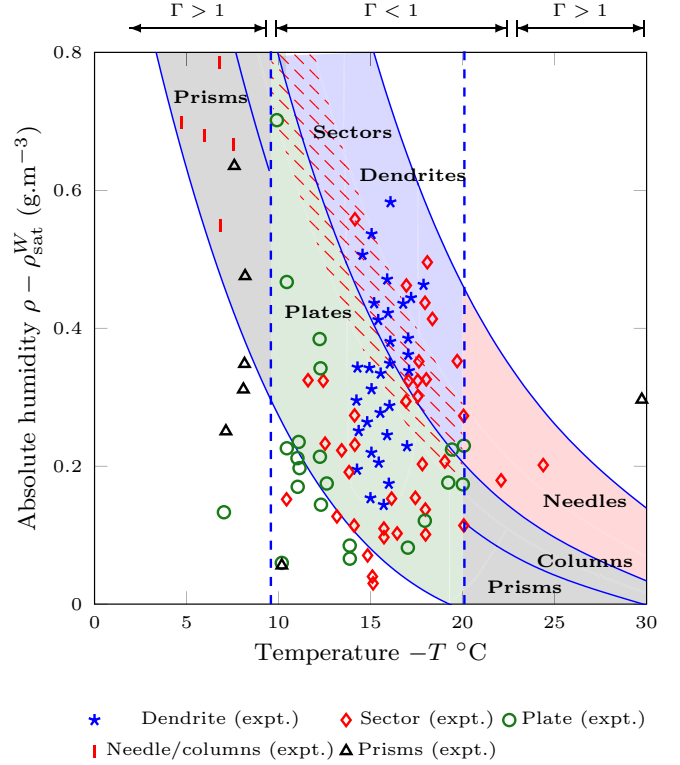 Γ > 1 Γ < 1 Γ > 1
0.8
Prisms
Sectors
Dendrites
0.6
Absolute humidity ρ − ρ_sat^W (g.m⁻³)
0.4
Plates
0.2
Needles
Columns
Prisms
0
0 5 10 15 20 25 30
Temperature −T °C
Dendrite (expt.) Sector (expt.) Plate (expt.)
Needle/columns (expt.) Prisms (expt.)